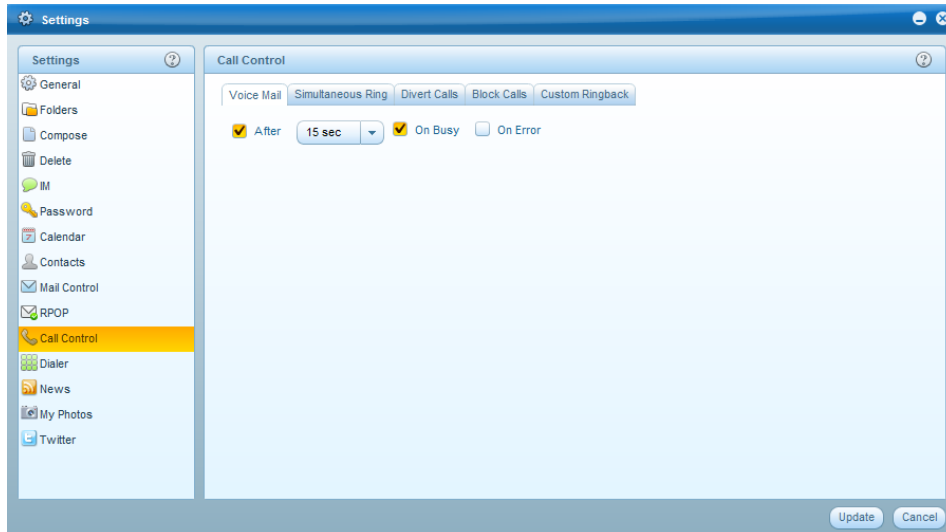 Settings
Settings
General
Folders
Compose
Delete
IM
Password
Calendar
Contacts
Mail Control
RPOP
Call Control
Dialer
News
My Photos
Twitter
Call Control
Voice Mail Simultaneous Ring Divert Calls Block Calls Custom Ringback
After 15 sec On Busy On Error
Update Cancel